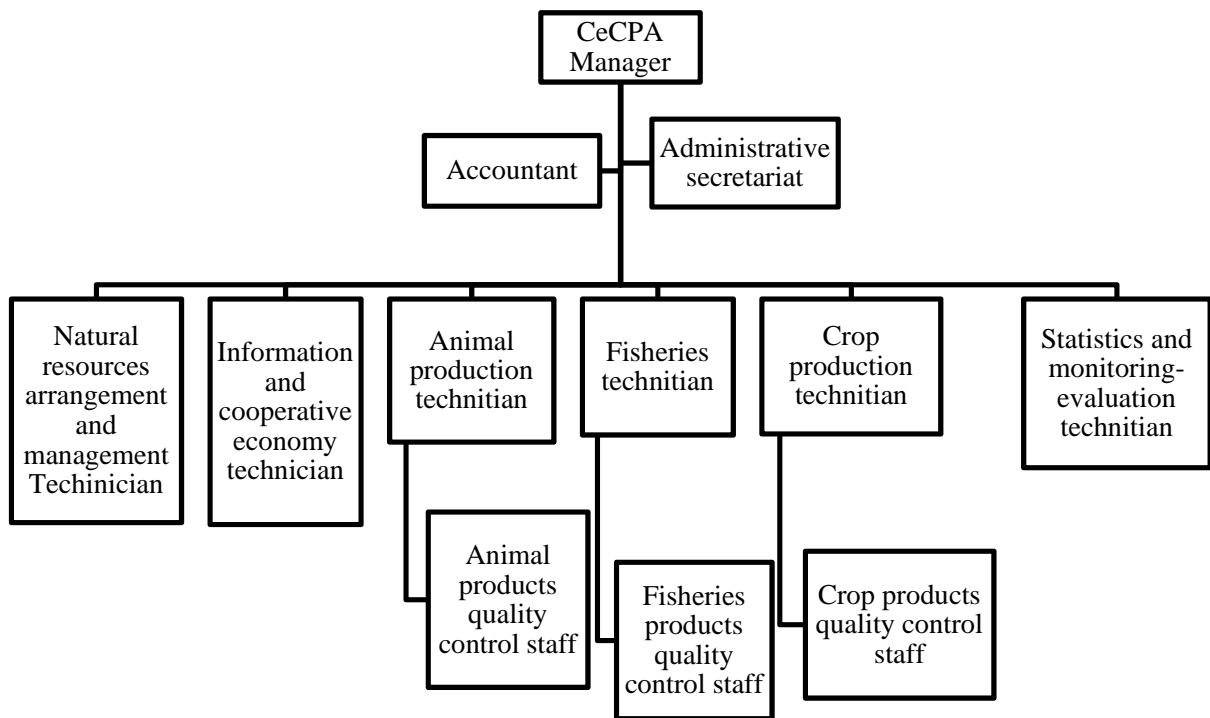 CeCPA
Manager
Accountant
Administrative
secretariat
Natural
resources
arrangement
and
management
Techinician
Information
and
cooperative
economy
technician
Animal
production
technitian
Fisheries
technitian
Crop
production
technitian
Statistics and
monitoring-
evaluation
technitian
Animal
products
quality
control staff
Fisheries
products
quality
control staff
Crop products
quality control
staff